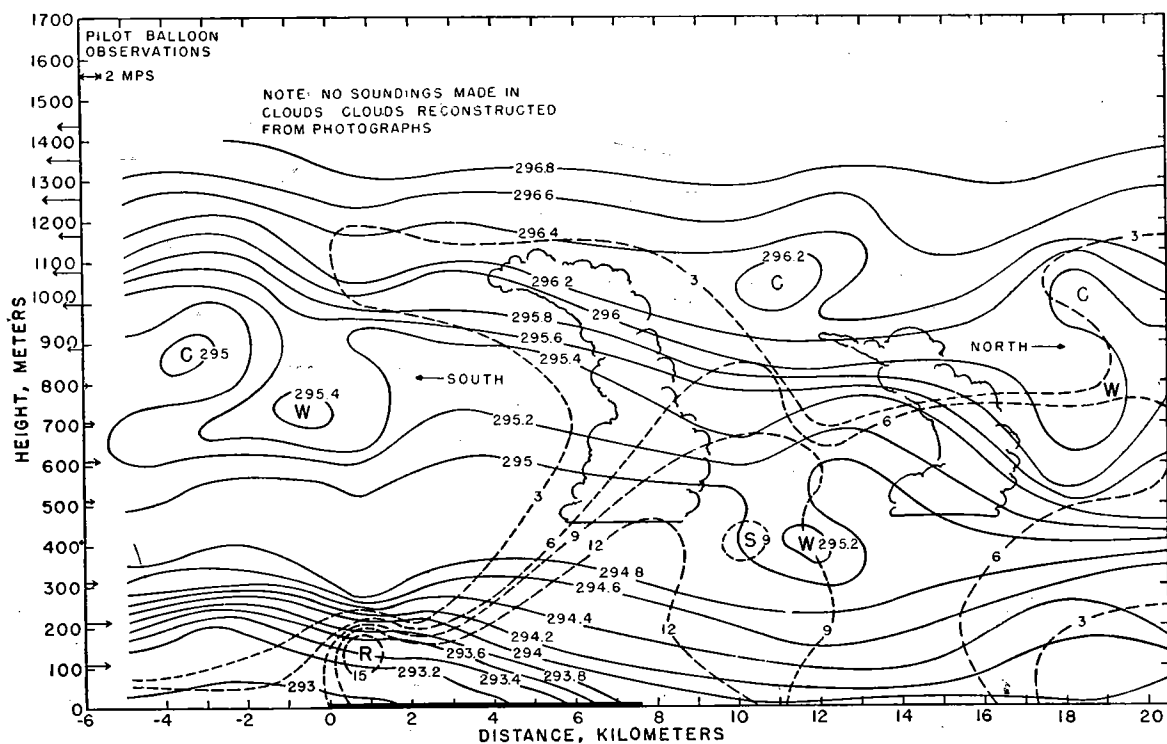 1700
PILOT BALLOON
OBSERVATIONS
1600
2 MPS
NOTE: NO SOUNDINGS MADE IN
1500
CLOUDS CLOUDS RECONSTRUCTED
FROM PHOTOGRAPHS
1400
296.8
1300
296.6
1200
296.4
3
3
1100
296.2
3
296.2
C
C
1000
295.8
296
295.6
900
C 295
295.4
NORTH
800
SOUTH
295.4
W
W
HEIGHT, METERS
700
295.2
6
600
295
500
3
400
6
9
12
S 9
W 295.2
6
300
294.8
294.6
200
294.4
294.2
12
9
3
R
293.6
294
100
15
293.2
293.4
293.8
293
0
-6 -4 -2 0 2 4 6 8 10 12 14 16 18 20
DISTANCE, KILOMETERS